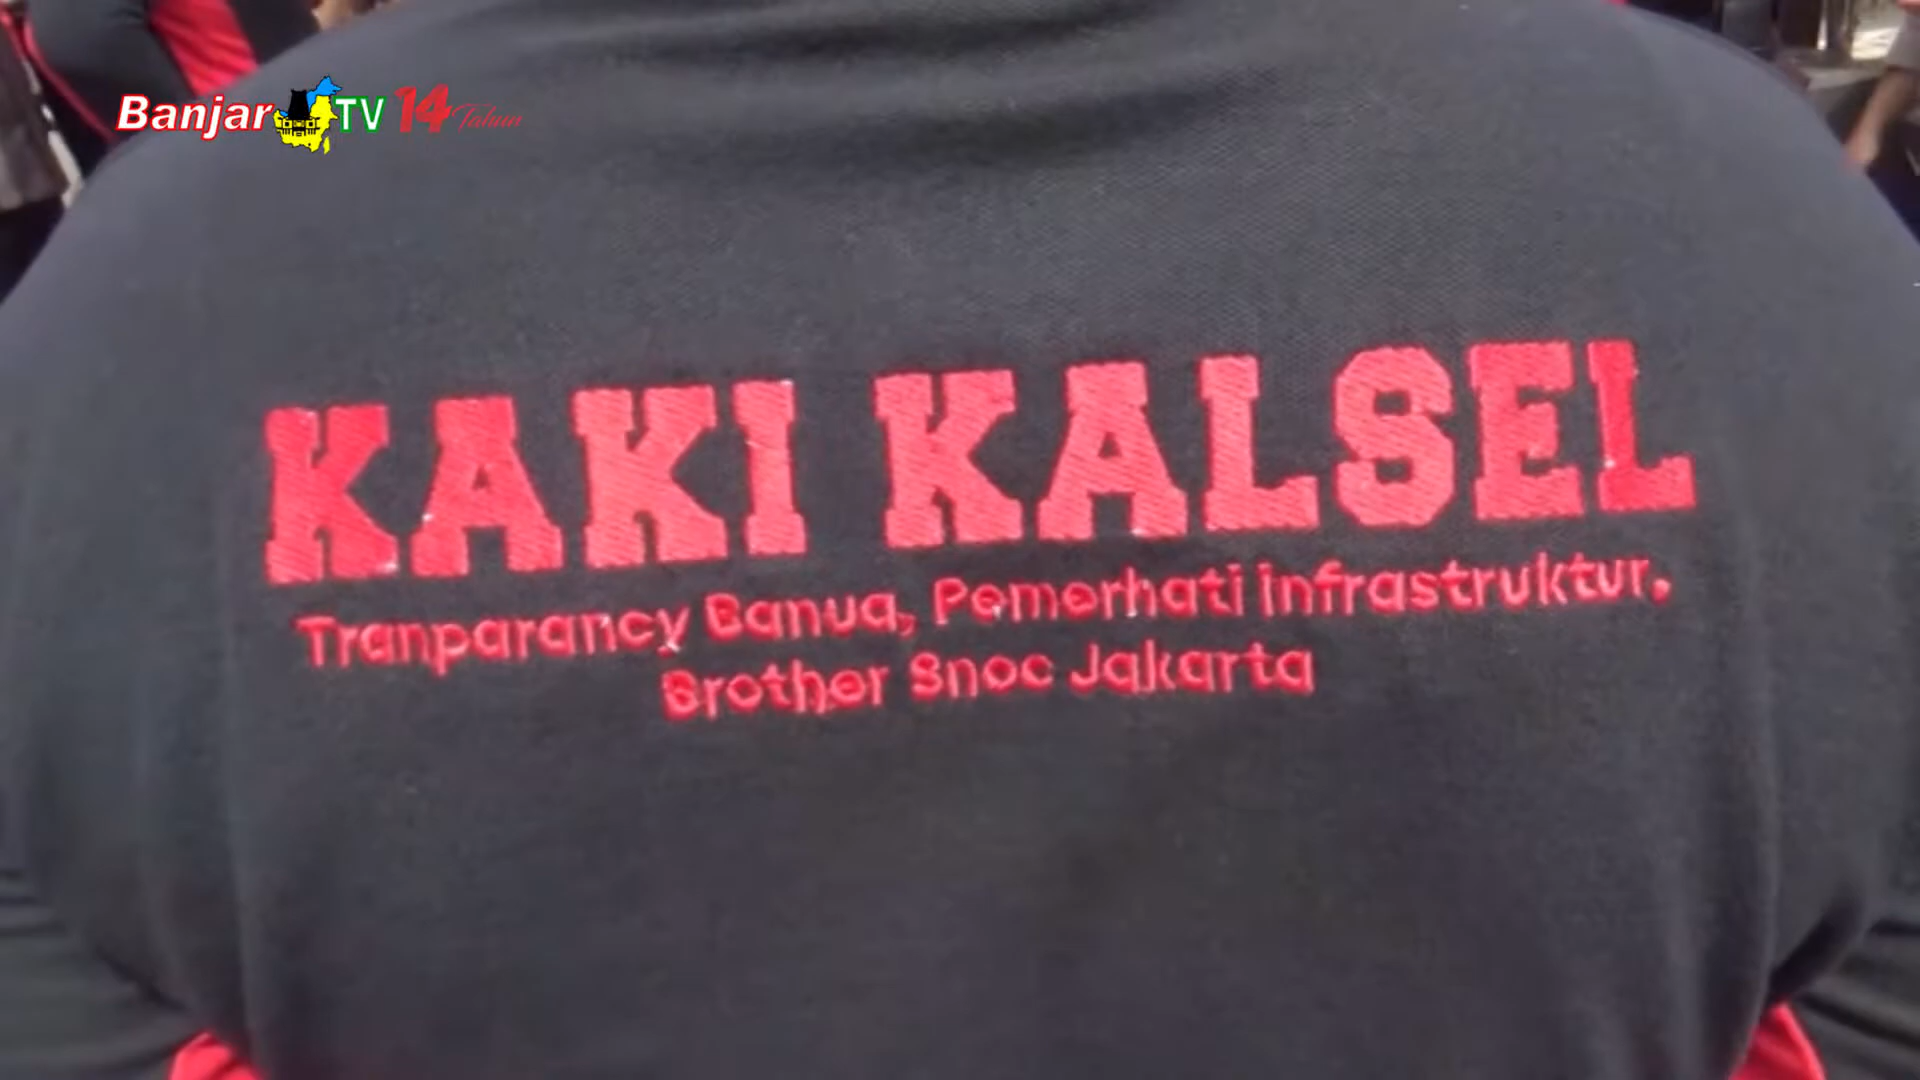 Banjar TV 14 Tahun
KAKI KALSEL
Tranparancy Banua, Pemerhati infrastruktur,
Brother Snoc Jakarta